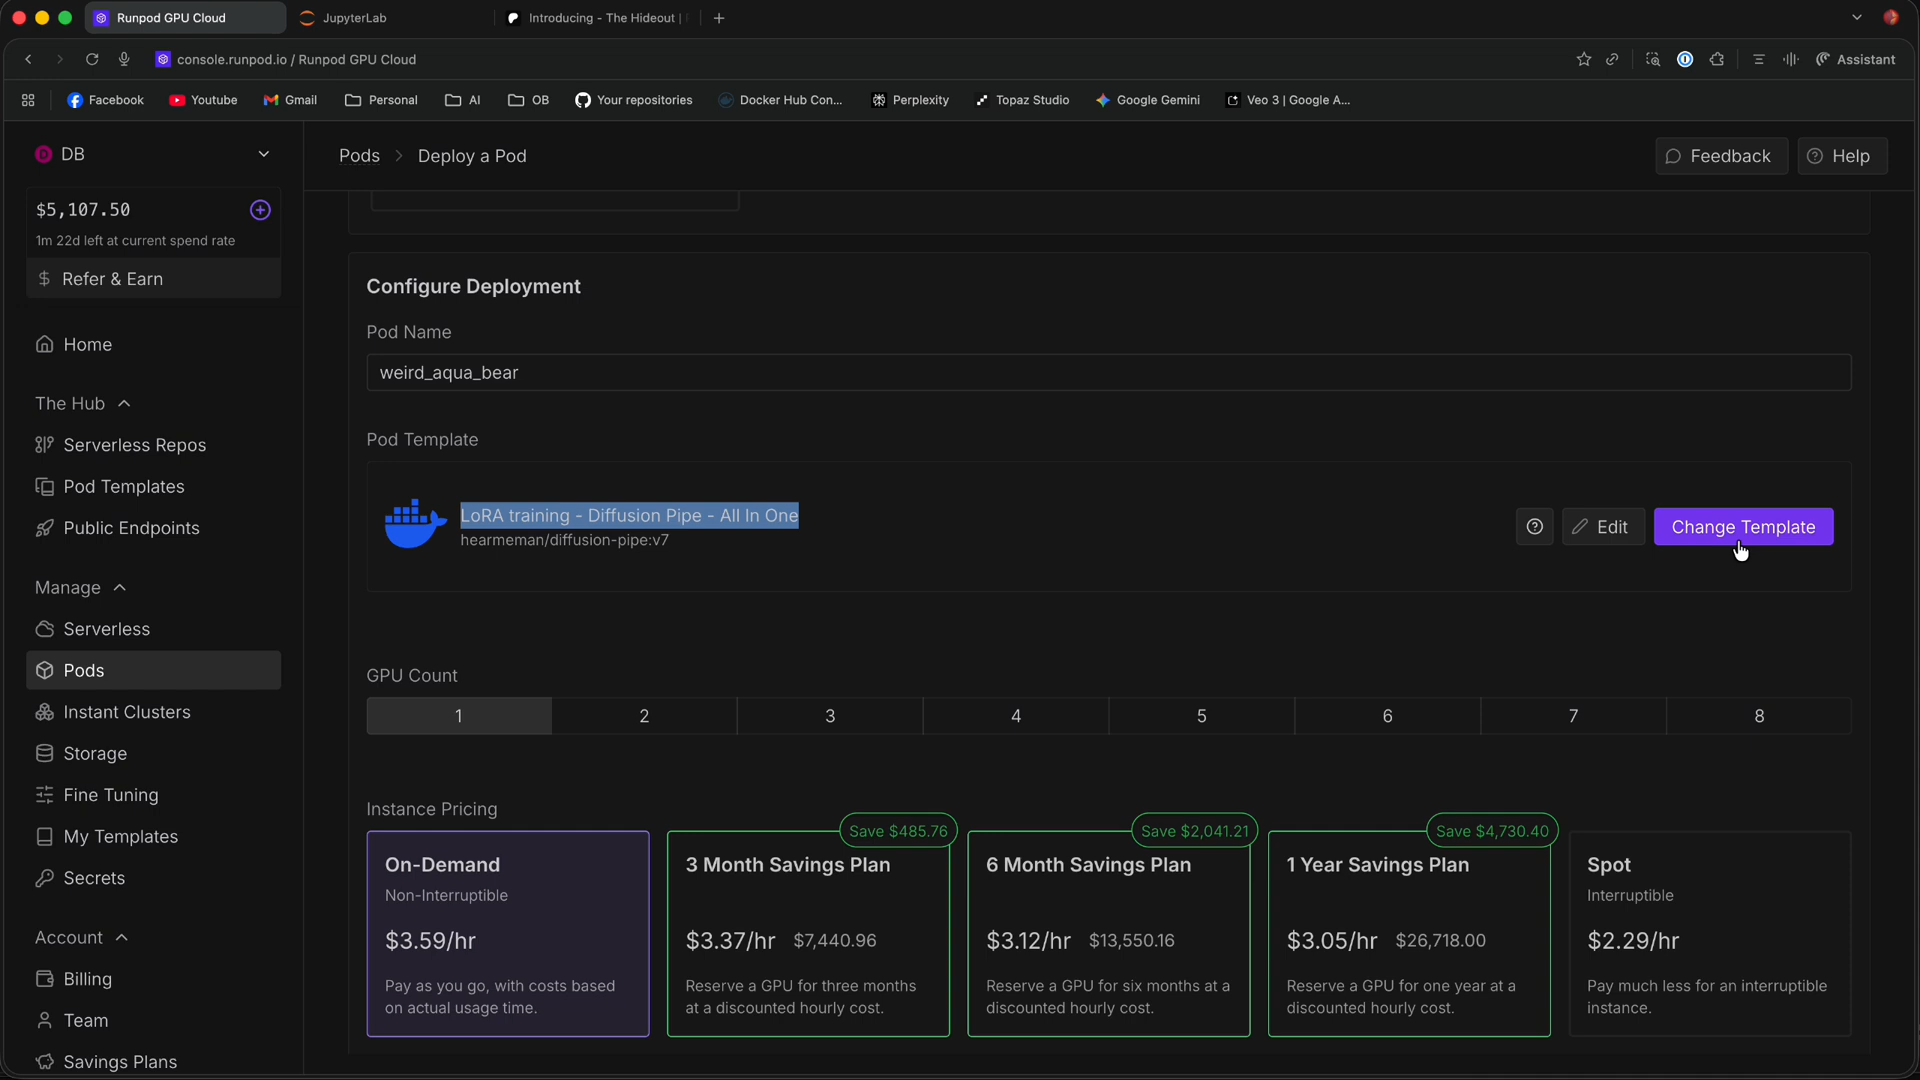 Runpod GPU Cloud
JupyterLab
Introducing - The Hideout |
console.runpod.io / Runpod GPU Cloud
Assistant
Facebook
Youtube
Gmail
Personal
AI
OB
Your repositories
Docker Hub Con...
Perplexity
Topaz Studio
Google Gemini
Veo 3 | Google A...
D DB
Pods > Deploy a Pod
Feedback
Help
$5,107.50
1m 22d left at current spend rate
$ Refer & Earn
Home
The Hub
Serverless Repos
Pod Templates
Public Endpoints
Manage
Serverless
Pods
Instant Clusters
Storage
Fine Tuning
My Templates
Secrets
Account
Billing
Team
Savings Plans
Configure Deployment
Pod Name
weird_aqua_bear
Pod Template
LoRA training - Diffusion Pipe - All In One
hearmeman/diffusion-pipe:v7
Edit
Change Template
GPU Count
1 2 3 4 5 6 7 8
Instance Pricing
On-Demand
Non-Interruptible
$3.59/hr
Pay as you go, with costs based
on actual usage time.
Save $485.76
3 Month Savings Plan
$3.37/hr $7,440.96
Reserve a GPU for three months
at a discounted hourly cost.
Save $2,041.21
6 Month Savings Plan
$3.12/hr $13,550.16
Reserve a GPU for six months at a
discounted hourly cost.
Save $4,730.40
1 Year Savings Plan
$3.05/hr $26,718.00
Reserve a GPU for one year at a
discounted hourly cost.
Spot
Interruptible
$2.29/hr
Pay much less for an interruptible
instance.